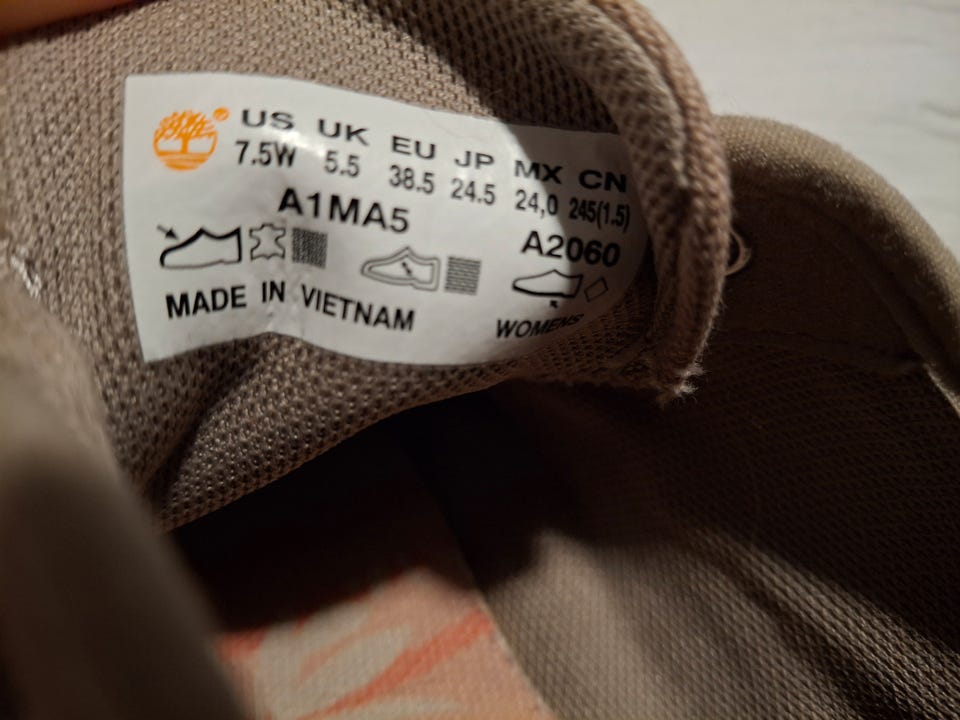 US UK EU JP MX CN
7.5W 5.5 38.5 24.5 24,0 245(1.5)
A1MA5 A2060
MADE IN VIETNAM WOMENS